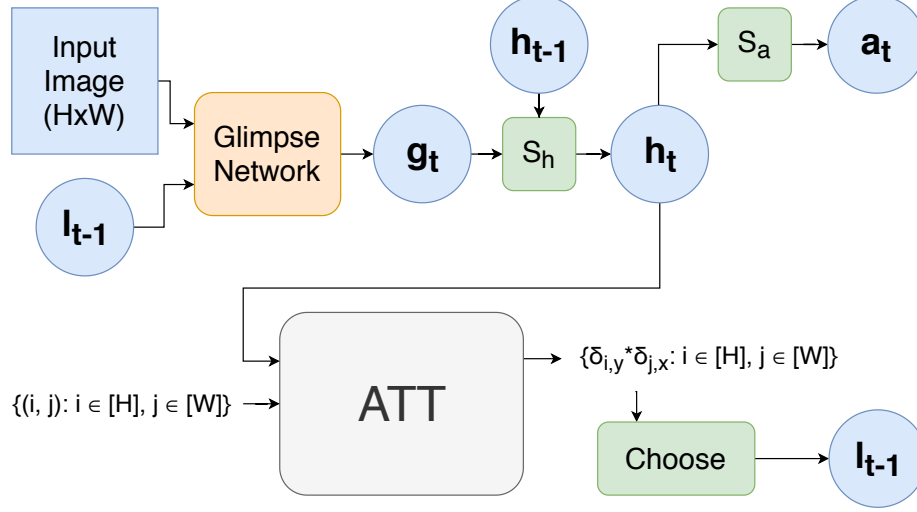 Input
Image
(HxW)
l_{t-1}
Glimpse
Network
g_t
h_{t-1}
S_h
h_t
S_a
a_t
{(i, j): i ∈ [H], j ∈ [W]}
ATT
{δ_{i,y}*δ_{j,x}: i ∈ [H], j ∈ [W]}
Choose
l_{t-1}